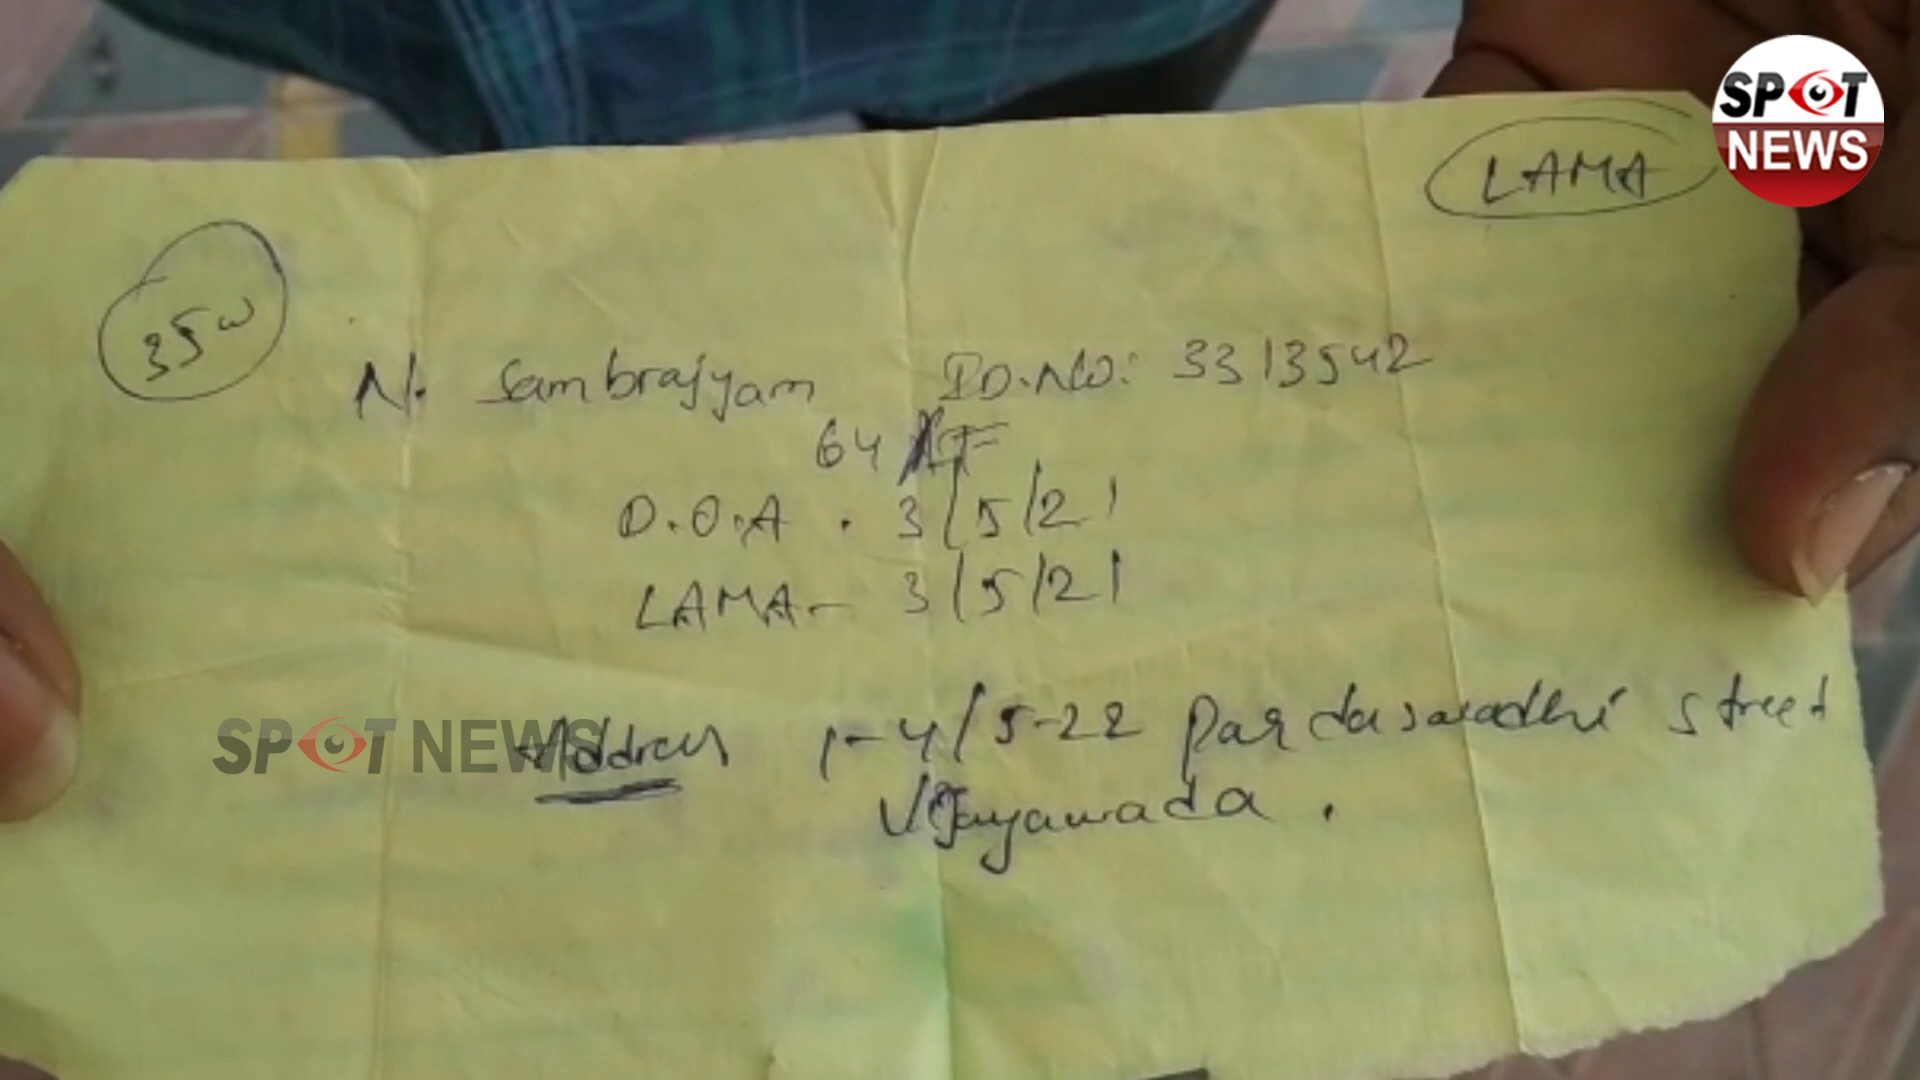 SPOT
NEWS
LAMA
350
N. Sambrajyam ID.NO: 3313542
64 F
D.O.A . 3/5/21
LAMA - 3/5/21
SPOT NEWS
Address 1-4/5-22 Pardasaradhi street
Vijayawada .